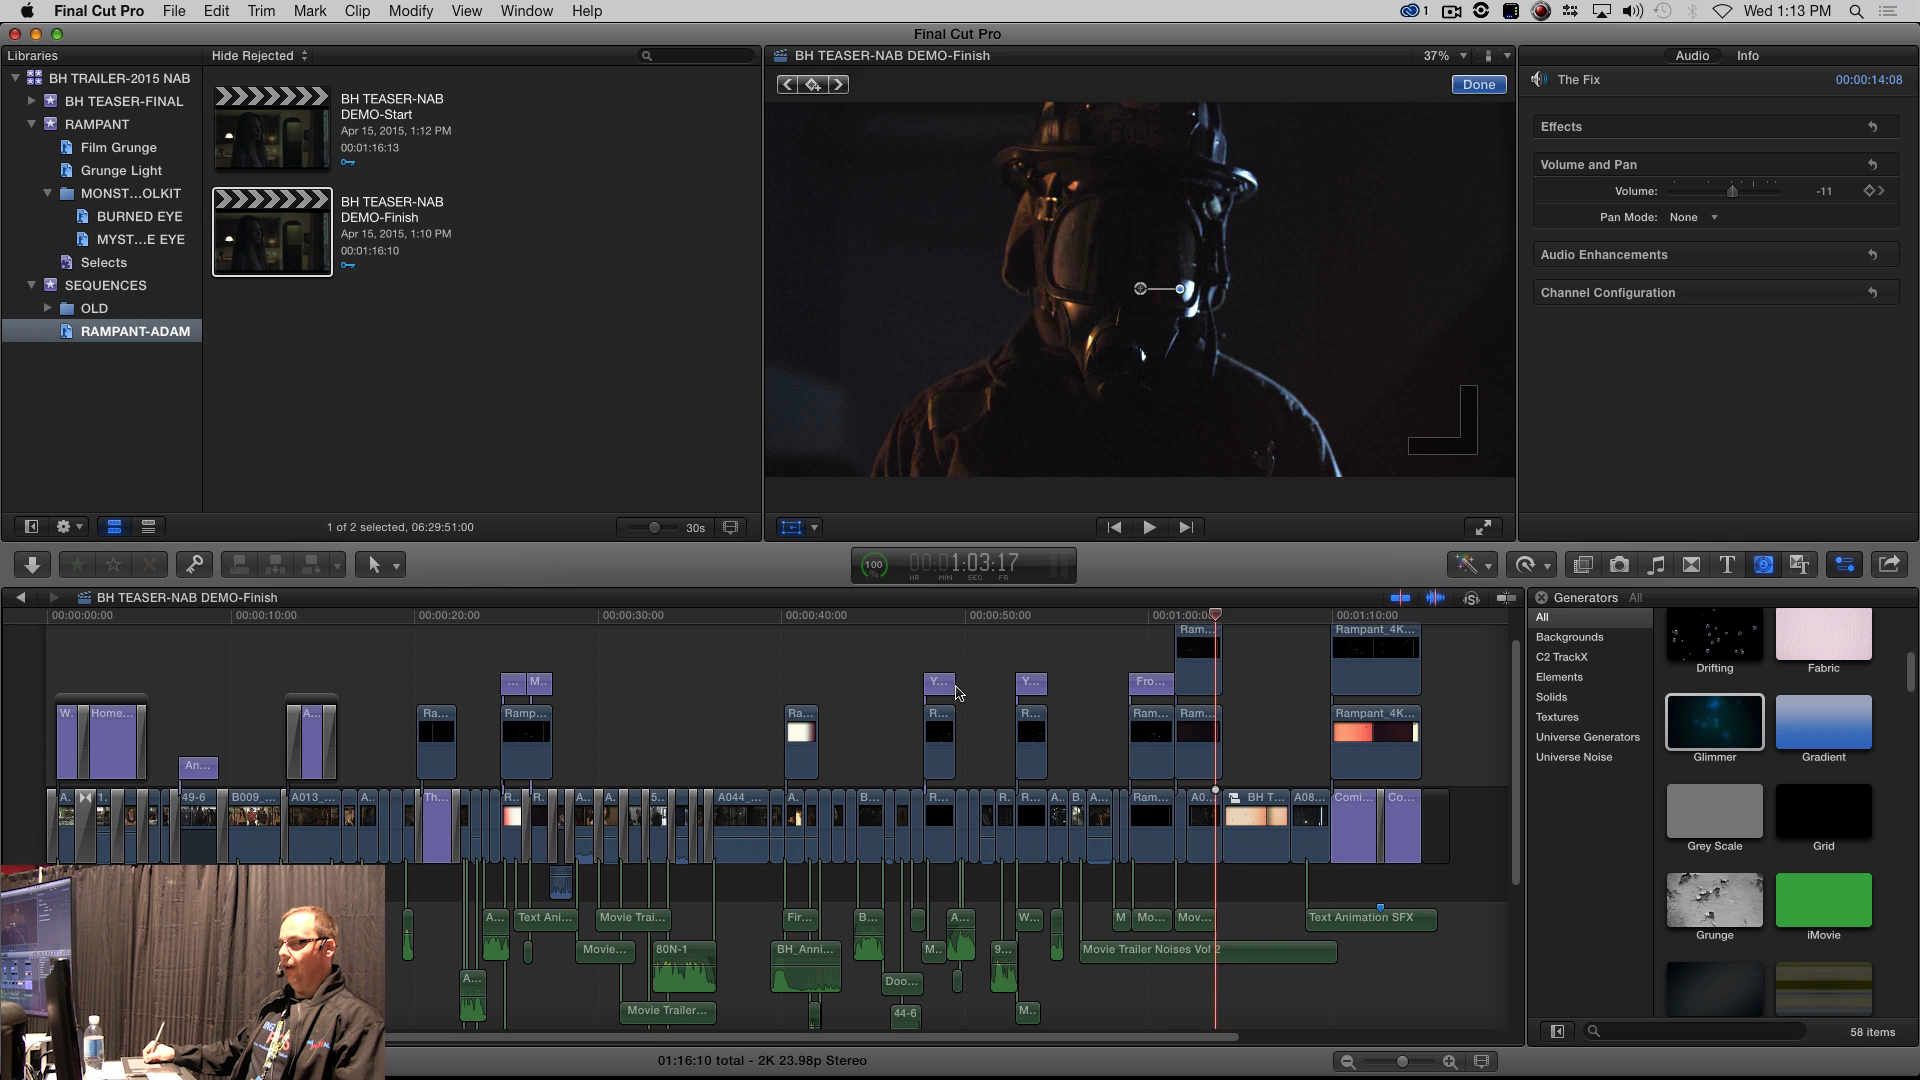 Final Cut Pro File Edit Trim Mark Clip Modify View Window Help
1 Wed 1:13 PM
Final Cut Pro
Libraries
Hide Rejected
BH TEASER-NAB DEMO-Finish
37%
Audio Info
BH TRAILER-2015 NAB
BH TEASER-FINAL
RAMPANT
Film Grunge
Grunge Light
MONST...OLKIT
BURNED EYE
MYST...E EYE
Selects
SEQUENCES
OLD
RAMPANT-ADAM
BH TEASER-NAB
DEMO-Start
Apr 15, 2015, 1:12 PM
00:01:16:13
BH TEASER-NAB
DEMO-Finish
Apr 15, 2015, 1:10 PM
00:01:16:10
Done
The Fix 00:00:14:08
Effects
Volume and Pan
Volume: -11
Pan Mode: None
Audio Enhancements
Channel Configuration
1 of 2 selected, 06:29:51:00
30s
100 % 00:01:03:17
HR MIN SEC FR
BH TEASER-NAB DEMO-Finish
00:00:00:00 00:00:10:00 00:00:20:00 00:00:30:00 00:00:40:00 00:00:50:00 00:01:00:0 00:01:10:00
Ram... Rampant_4K...
... M... Y... Y... Fro...
W. Home... A... Ra... Ramp... Ra... R... R... Ram... Ram... Rampant_4K...
An...
A. 1. 49-6 B009_... A013_... A.. Th... R.. R. A... A. 5.. A044_... A. B... R... R. R... A.. B. A... Ram... A0... BH T... A08... Comi... Co...
A... Text Ani... Movie Trai... Fir... B... A... W... M Mo... Mov... Text Animation SFX
Movie... 80N-1 BH_Anni... M.. 9... Movie Trailer Noises Vol 2
A... Doo...
Movie Trailer... 44-6 M..
01:16:10 total - 2K 23.98p Stereo
Generators All
All
Backgrounds
C2 TrackX
Elements
Solids
Textures
Universe Generators
Universe Noise
Drifting Fabric
Glimmer Gradient
Grey Scale Grid
Grunge iMovie
58 items